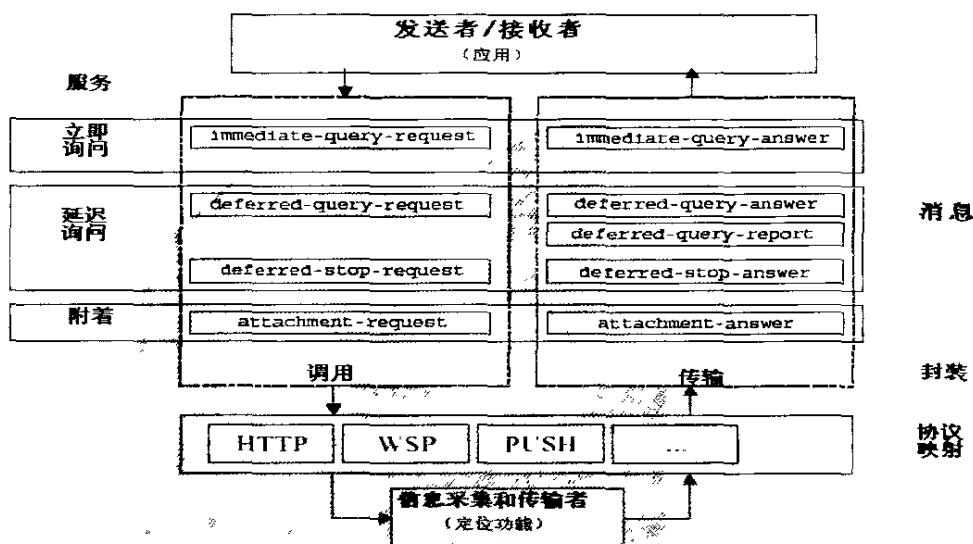 发送者/接收者
(应用)
服务
立即
询问
immediate-query-request
immediate-query-answer
延迟
询问
deferred-query-request
deferred-query-answer
deferred-query-report
deferred-stop-request
deferred-stop-answer
消息
附着
attachment-request
attachment-answer
调用
传输
封装
HTTP
WSP
PUSH
...
协议
映射
信息采集和传输者
(定位功能)